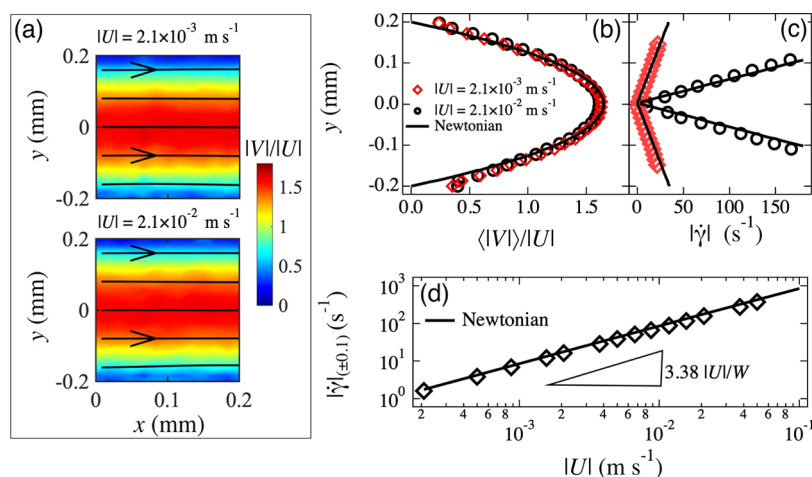 (a)
|U| = 2.1×10⁻³ m s⁻¹
0.2
0
-0.2
y (mm)
|U| = 2.1×10⁻² m s⁻¹
0.2
0
-0.2
y (mm)
0 0.1 0.2
x (mm)
|V|/|U|
1.5
1
0.5
0
(b)
0.2
0.1
0.0
-0.1
-0.2
y (mm)
|U| = 2.1×10⁻³ m s⁻¹
|U| = 2.1×10⁻² m s⁻¹
Newtonian
0.0 0.5 1.0 1.5
⟨|V|⟩/|U|
(c)
0 50 100 150
|γ̇| (s⁻¹)
(d)
10³
10²
10¹
10⁰
|γ̇|(±0.1) (s⁻¹)
Newtonian
3.38 |U|/W
2 4 6 8 2 4 6 8 2 4 6 8
10⁻³ 10⁻² 10⁻¹
|U| (m s⁻¹)